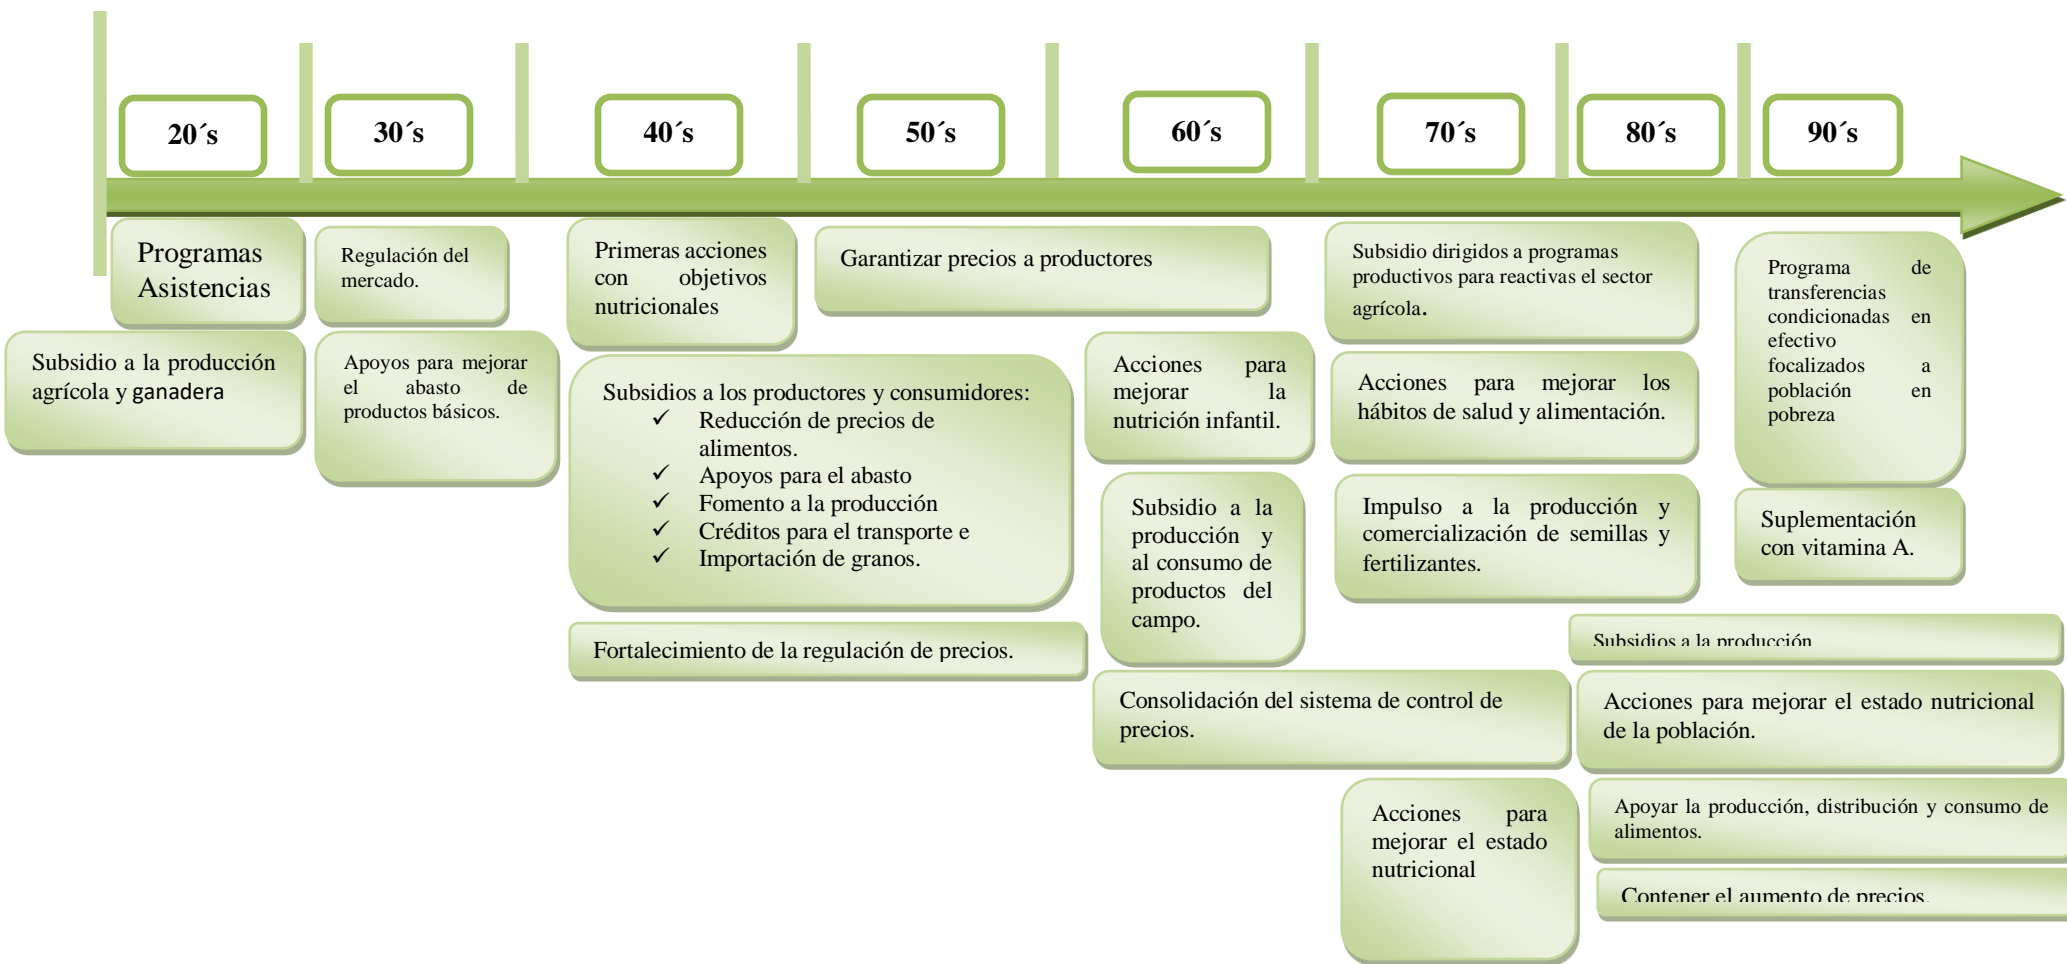 20´s
30´s
40´s
50´s
60´s
70´s
80´s
90´s
Programas
Asistencias
Subsidio a la producción
agrícola y ganadera
Regulación del
mercado.
Apoyos para mejorar
el abasto de
productos básicos.
Primeras acciones
con objetivos
nutricionales
Subsidios a los productores y consumidores:
✓ Reducción de precios de
alimentos.
✓ Apoyos para el abasto
✓ Fomento a la producción
✓ Créditos para el transporte e
✓ Importación de granos.
Fortalecimiento de la regulación de precios.
Garantizar precios a productores
Acciones para
mejorar la
nutrición infantil.
Subsidio a la
producción y
al consumo de
productos del
campo.
Consolidación del sistema de control de
precios.
Subsidio dirigidos a programas
productivos para reactivas el sector
agrícola.
Acciones para mejorar los
hábitos de salud y alimentación.
Impulso a la producción y
comercialización de semillas y
fertilizantes.
Acciones para
mejorar el estado
nutricional
Programa de
transferencias
condicionadas en
efectivo
focalizados a
población en
pobreza
Suplementación
con vitamina A.
Subsidios a la producción
Acciones para mejorar el estado nutricional
de la población.
Apoyar la producción, distribución y consumo de
alimentos.
Contener el aumento de precios.